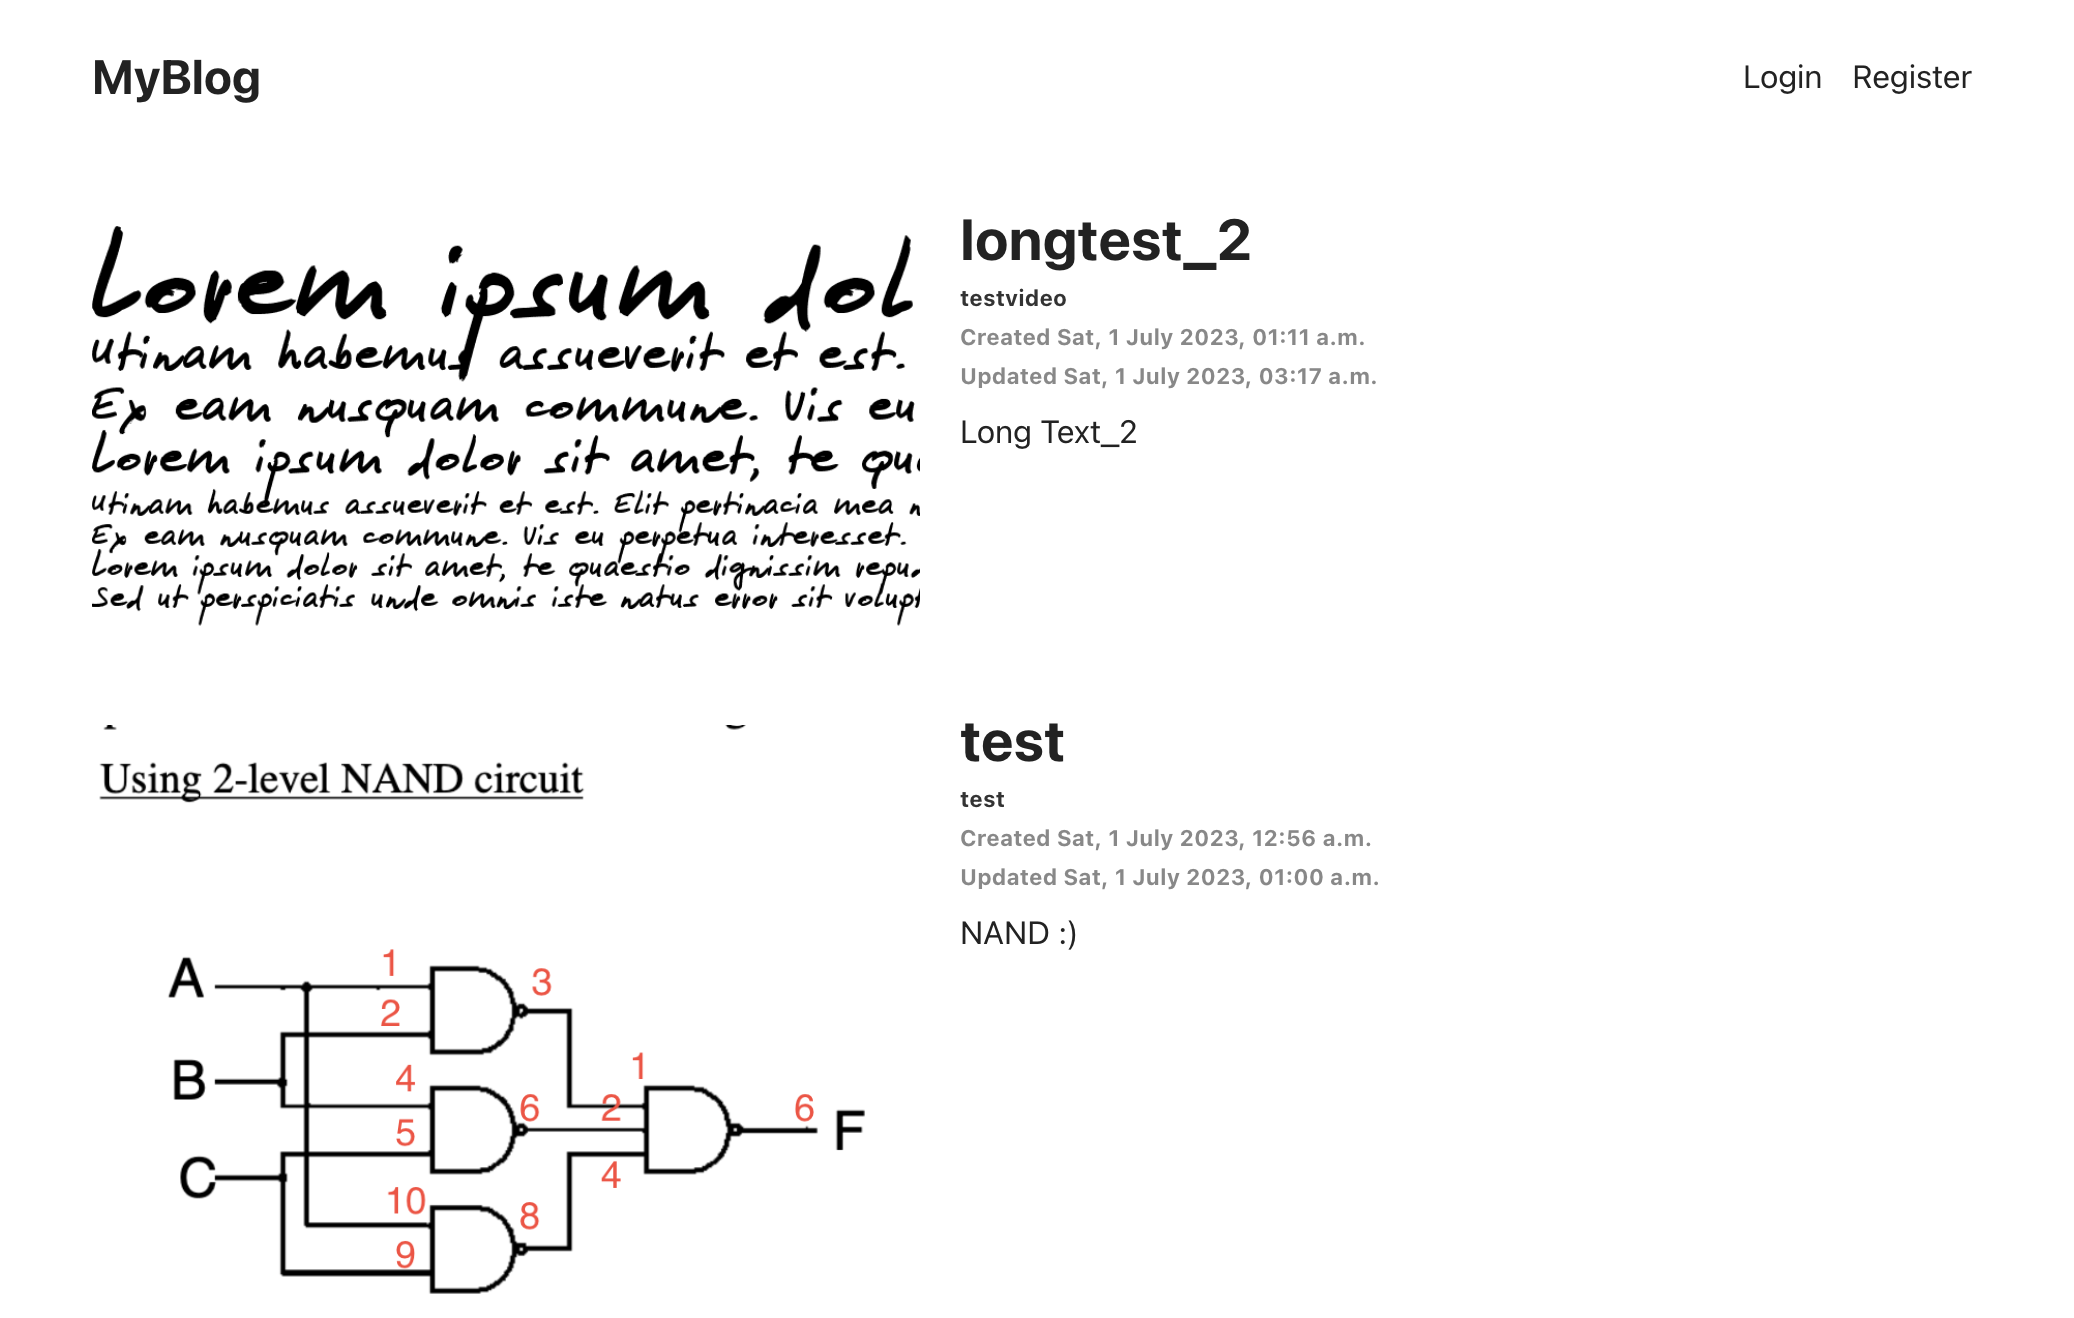 MyBlog
Login Register
Lorem ipsum dol
Utinam habemus assueverit et est.
Ex eam nusquam commune. Vis eu
Lorem ipsum dolor sit amet, te
Utinam habemus assueverit et est. Elit pertinacia mea
Ex eam nusquam commune. Vis eu perpetua interesset.
Lorem ipsum dolor sit amet, te quaestio dignissim
Sed ut perspiciatis unde omnis iste natus error sit
longtest_2
testvideo
Created Sat, 1 July 2023, 01:11 a.m.
Updated Sat, 1 July 2023, 03:17 a.m.
Long Text_2
Using 2-level NAND circuit
A
1
2
3
B
4
5
6
1
2
4
6
F
C
10
9
8
test
test
Created Sat, 1 July 2023, 12:56 a.m.
Updated Sat, 1 July 2023, 01:00 a.m.
NAND :)